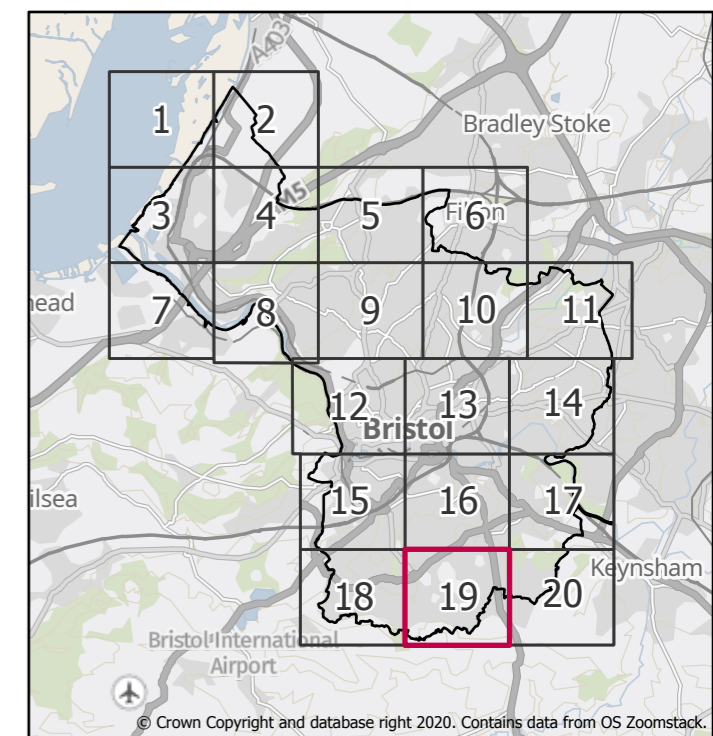 A403
1
2
Bradley Stoke
M5
3
4
5
6
Filton
head
7
8
9
10
11
12
13
14
Bristol
ilsea
15
16
17
Keynsham
18
19
20
Bristol International
Airport
© Crown Copyright and database right 2020. Contains data from OS Zoomstack.